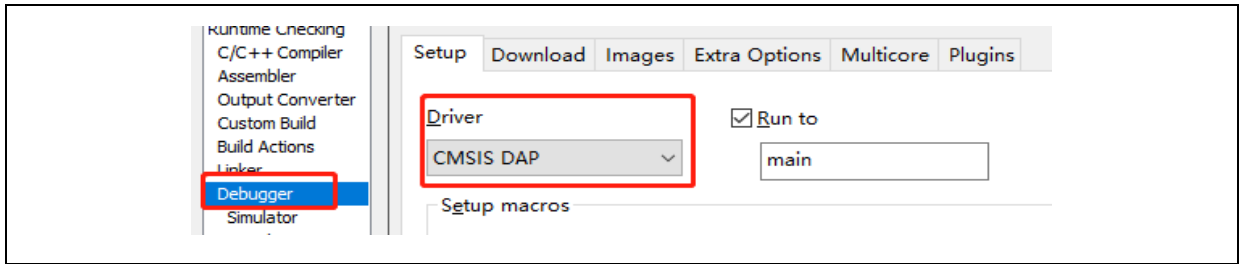 Runtime Checking
C/C++ Compiler
Assembler
Output Converter
Custom Build
Build Actions
Linker
Debugger
Simulator
Setup Download Images Extra Options Multicore Plugins
Driver
CMSIS DAP
Run to
main
Setup macros